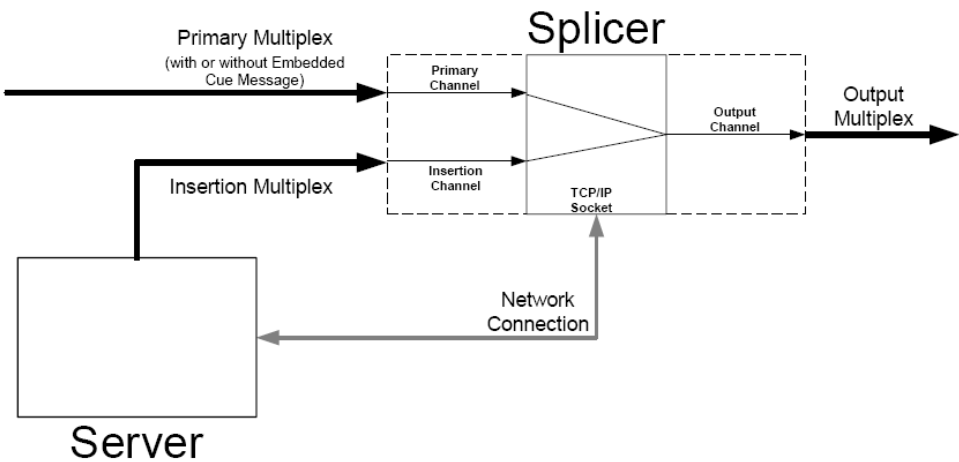 Splicer
Primary Multiplex
(with or without Embedded
Cue Message)
Primary
Channel
Output
Channel
Output
Multiplex
Insertion Multiplex
Insertion
Channel
TCP/IP
Socket
Network
Connection
Server